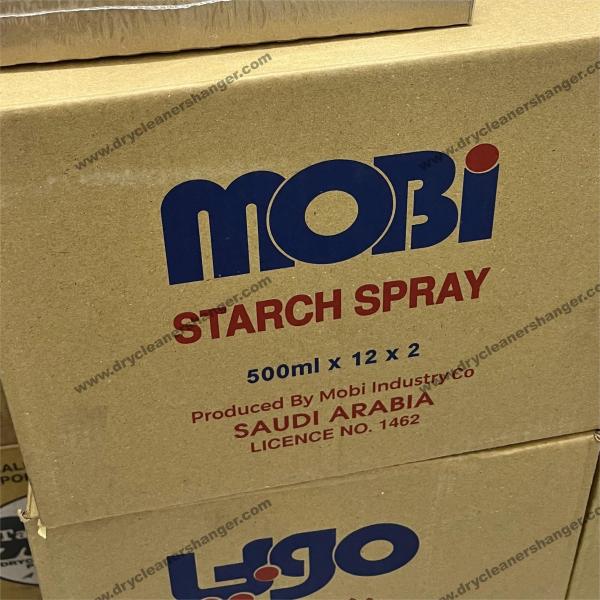 MOBi
STARCH SPRAY
500ml x 12 x 2
Produced By Mobi Industry Co
SAUDI ARABIA
LICENCE NO. 1462
www.drycleanershanger.com